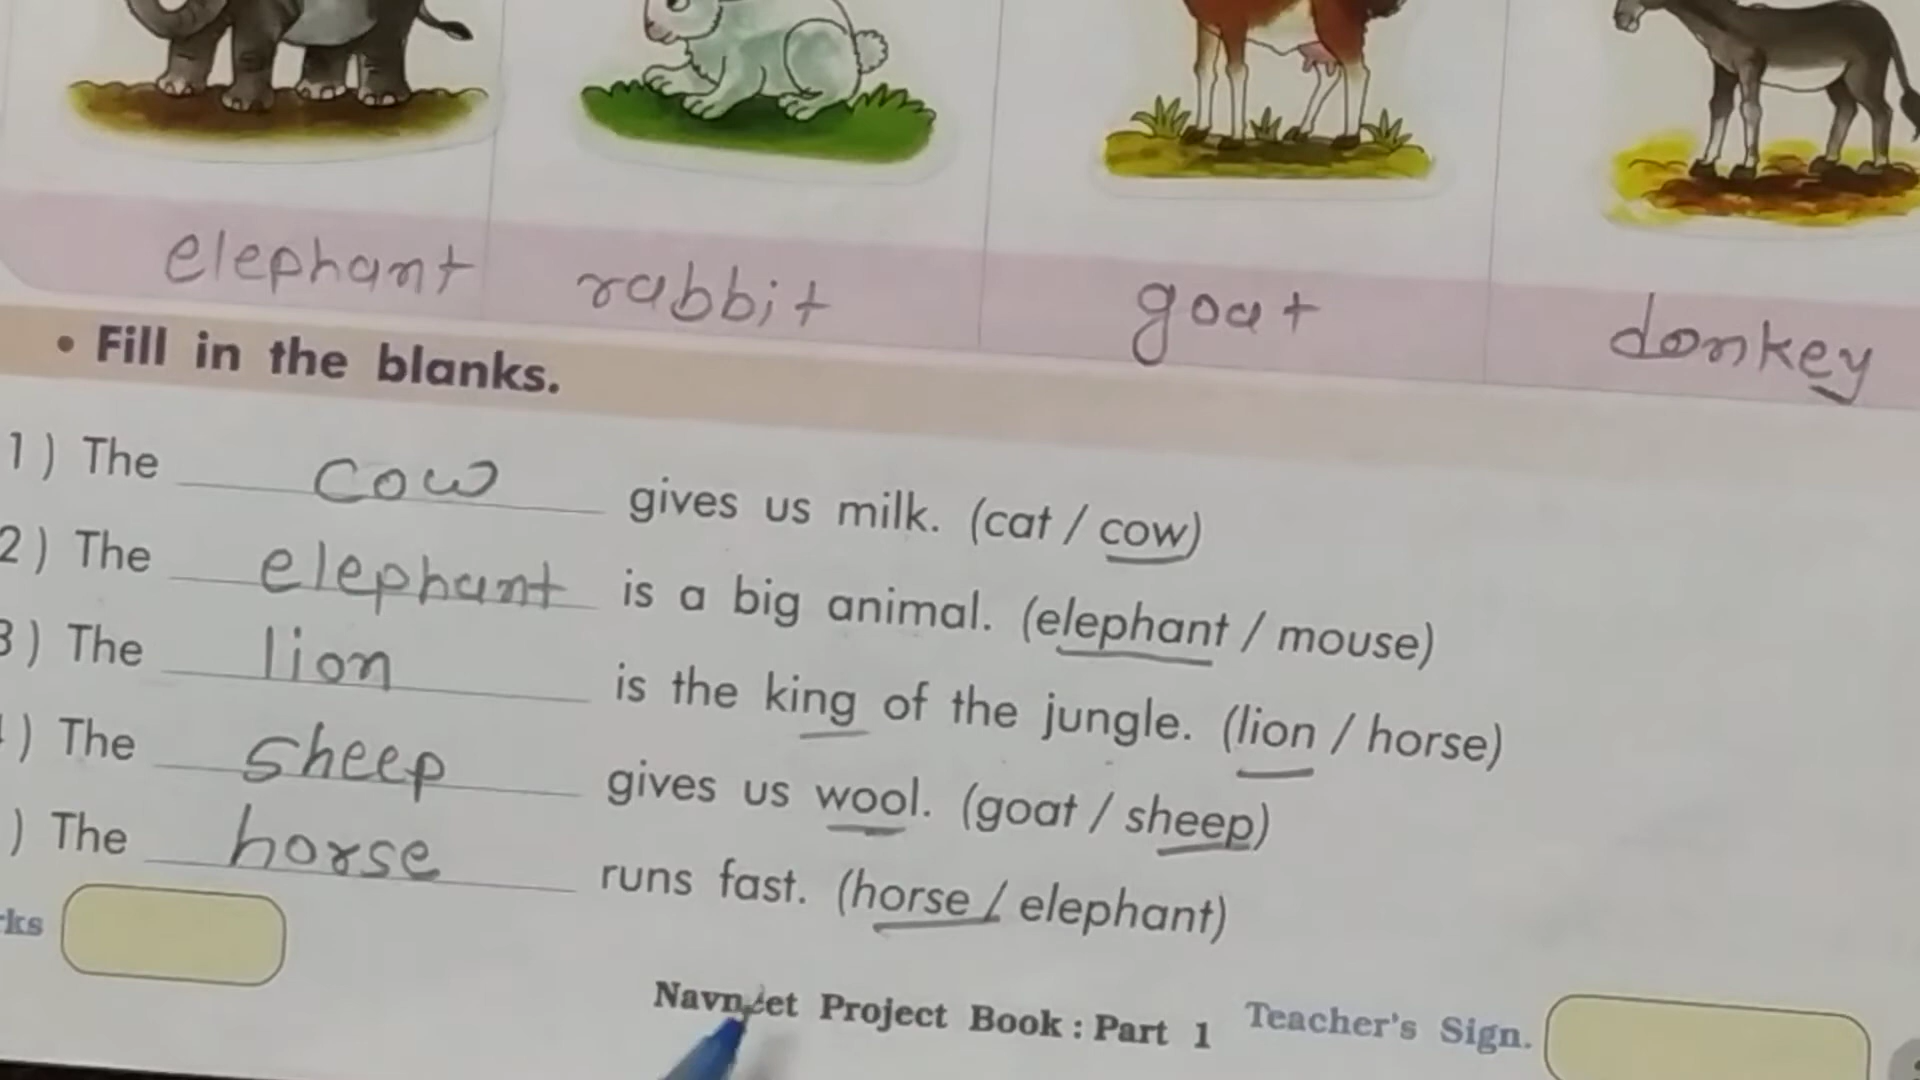 elephant rabbit goat donkey
• Fill in the blanks.
1) The cow gives us milk. (cat / cow)
2) The elephant is a big animal. (elephant / mouse)
3) The lion is the king of the jungle. (lion / horse)
) The sheep gives us wool. (goat / sheep)
) The horse runs fast. (horse / elephant)
rks
Navneet Project Book : Part 1 Teacher's Sign.